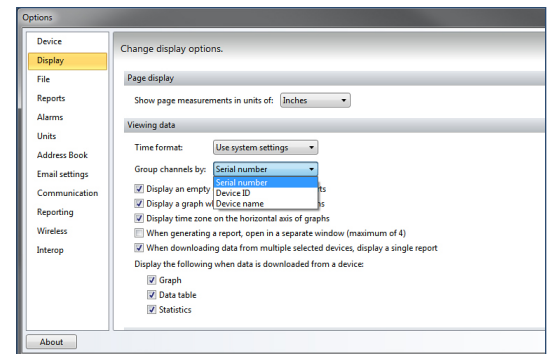 Options
Device
Display
File
Reports
Alarms
Units
Address Book
Email settings
Communication
Reporting
Wireless
Interop
About
Change display options.
Page display
Show page measurements in units of: Inches
Viewing data
Time format: Use system settings
Group channels by: Serial number
Serial number
Device ID
Device name
Display an empty
Display a graph
Display time zone on the horizontal axis of graphs
When generating a report, open in a separate window (maximum of 4)
When downloading data from multiple selected devices, display a single report
Display the following when data is downloaded from a device:
Graph
Data table
Statistics